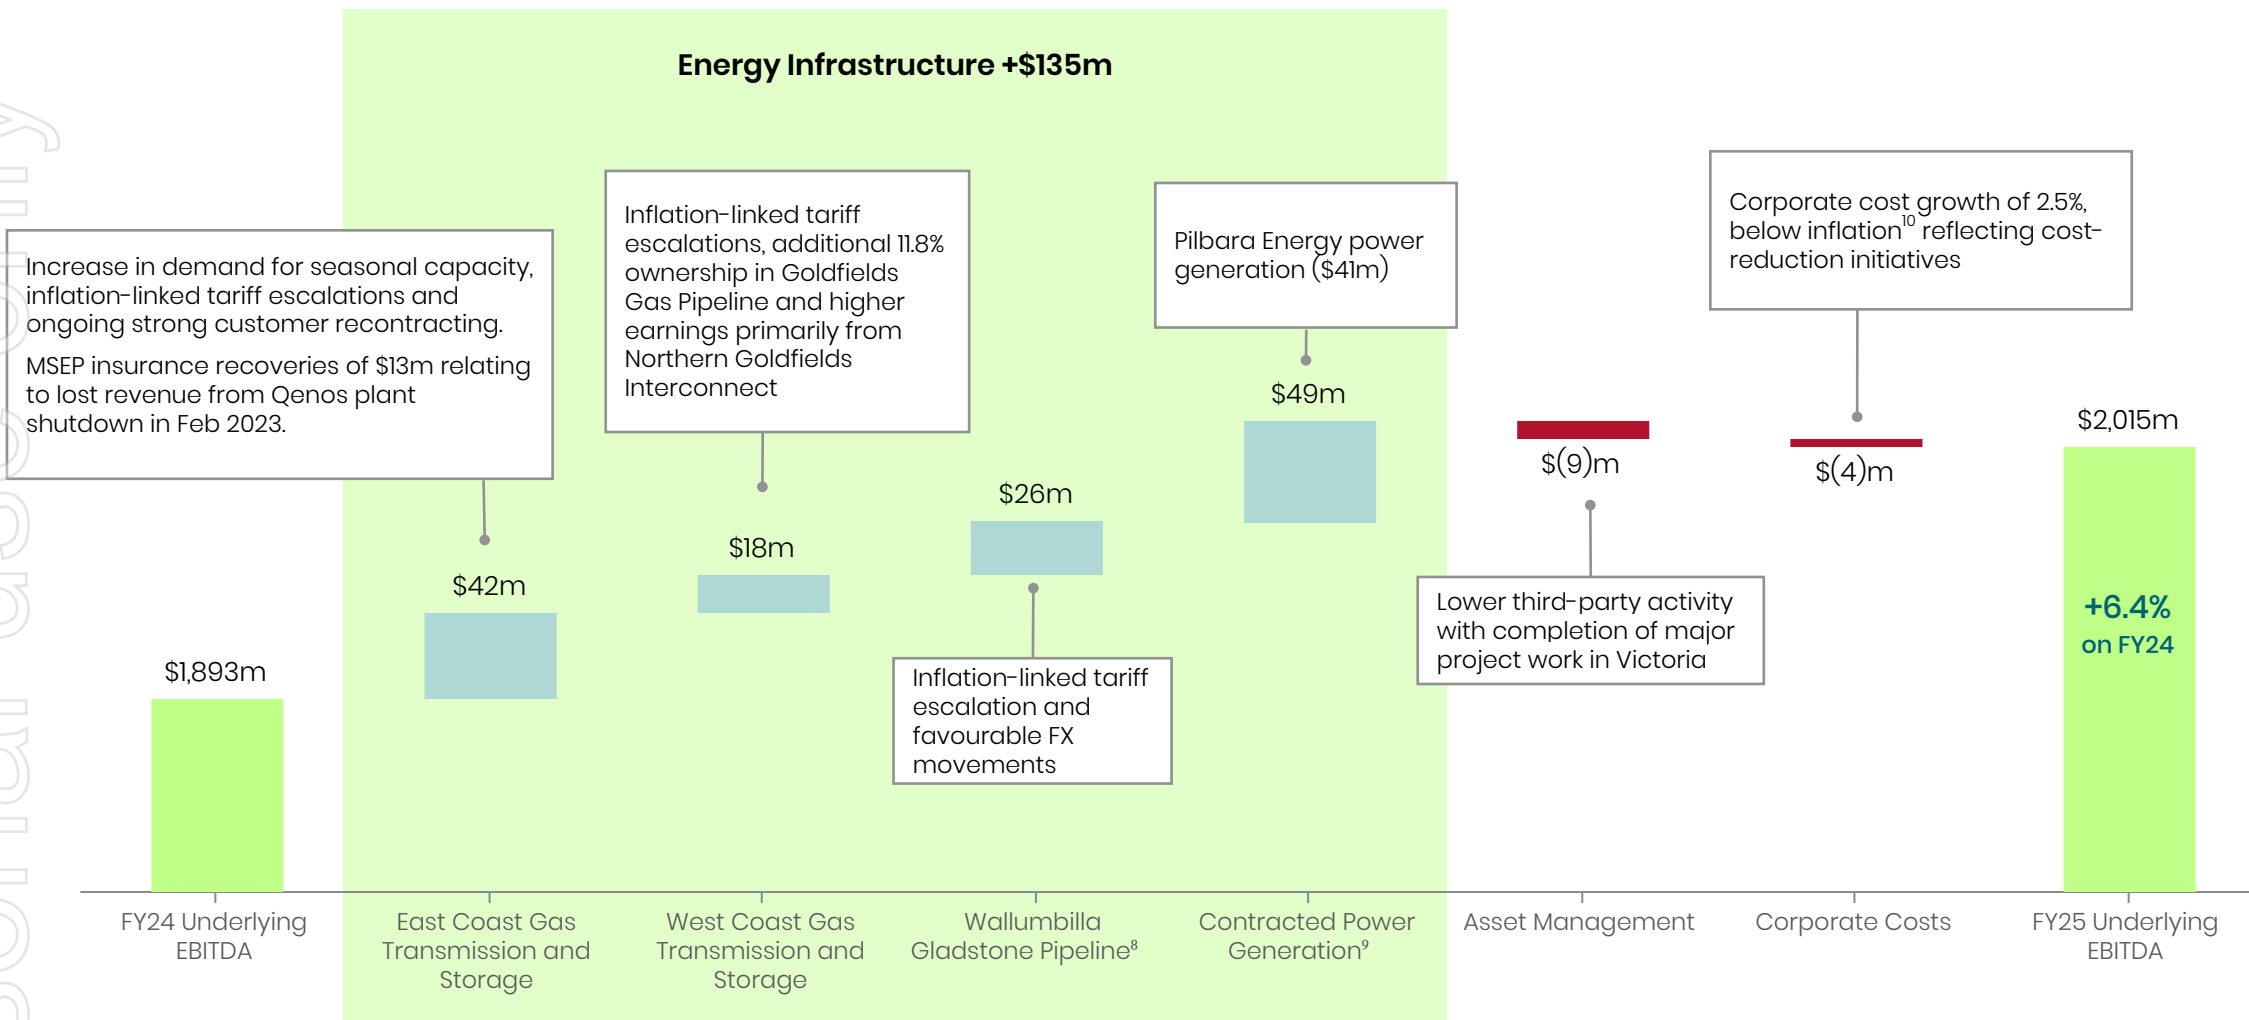 Energy Infrastructure +$135m
Increase in demand for seasonal capacity,
inflation-linked tariff escalations and
ongoing strong customer recontracting.
MSEP insurance recoveries of $13m relating
to lost revenue from Qenos plant
shutdown in Feb 2023.
Inflation-linked tariff
escalations, additional 11.8%
ownership in Goldfields
Gas Pipeline and higher
earnings primarily from
Northern Goldfields
Interconnect
Pilbara Energy power
generation ($41m)
Corporate cost growth of 2.5%,
below inflation¹⁰ reflecting cost-
reduction initiatives
$1,893m
$42m
$18m
$26m
$49m
$(9)m
$(4)m
$2,015m
Inflation-linked tariff
escalation and
favourable FX
movements
Lower third-party activity
with completion of major
project work in Victoria
+6.4%
on FY24
FY24 Underlying
EBITDA
East Coast Gas
Transmission and
Storage
West Coast Gas
Transmission and
Storage
Wallumbilla
Gladstone Pipeline⁸
Contracted Power
Generation⁹
Asset Management
Corporate Costs
FY25 Underlying
EBITDA